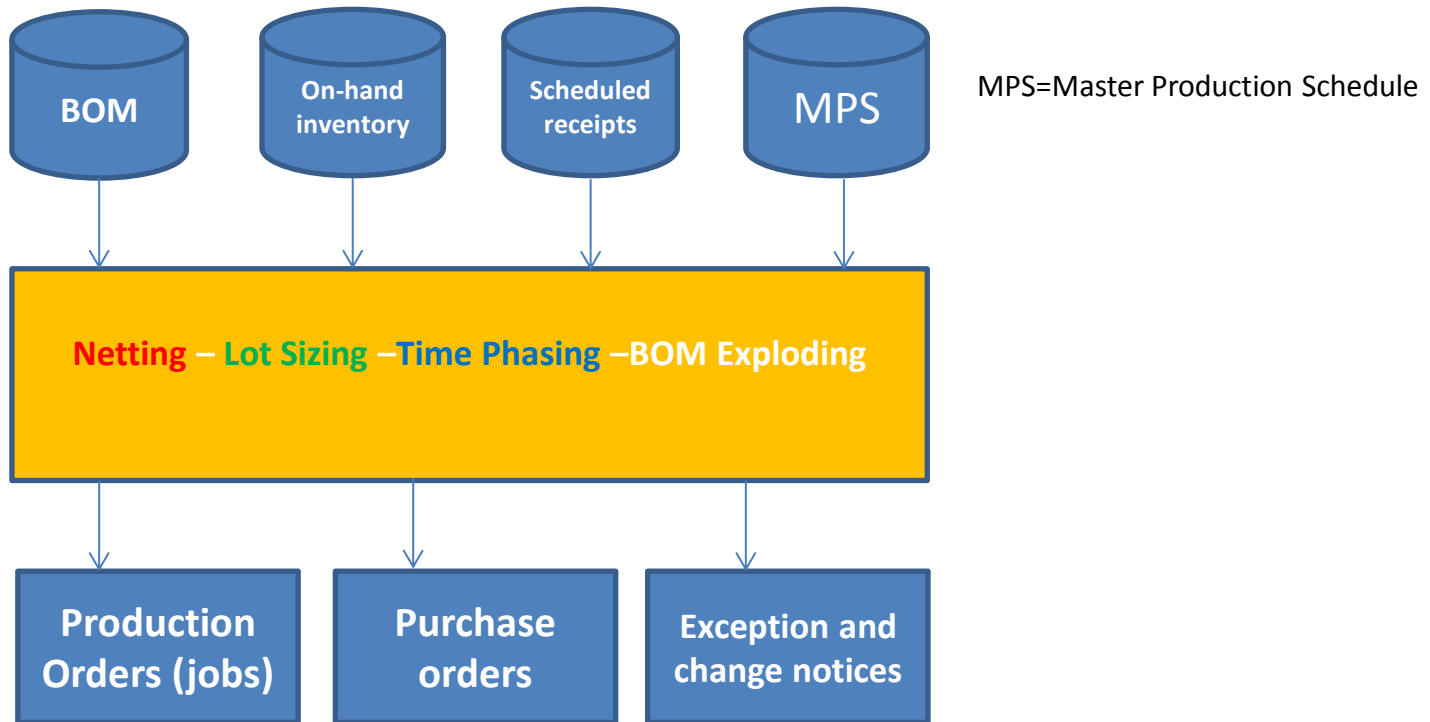 BOM
On-hand
inventory
Scheduled
receipts
MPS
MPS=Master Production Schedule
Netting – Lot Sizing –Time Phasing –BOM Exploding
Production
Orders (jobs)
Purchase
orders
Exception and
change notices